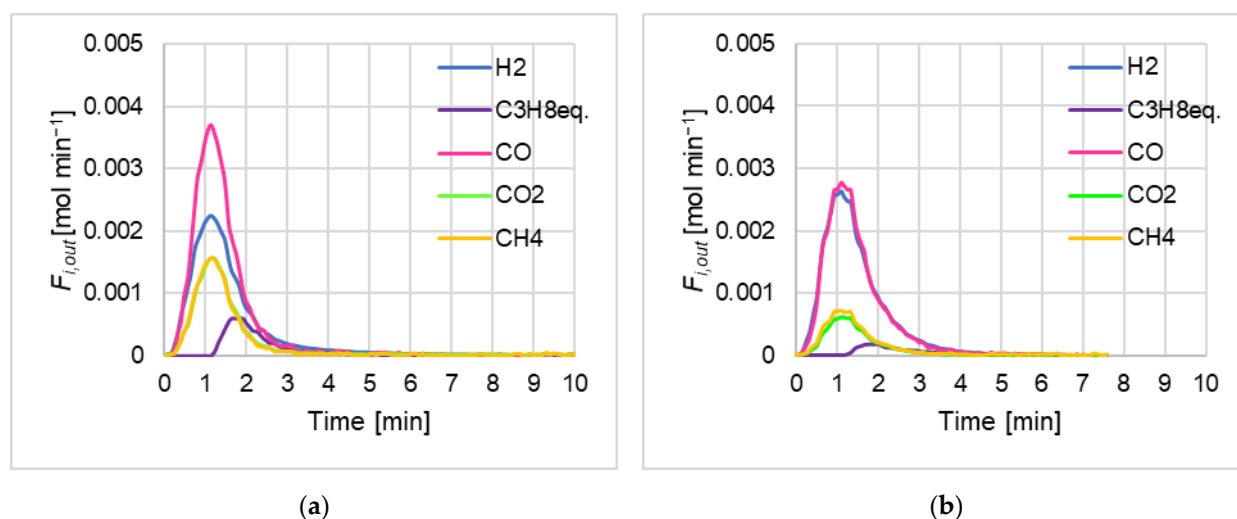 0.005
0.004
0.003
0.002
0.001
0
F_{i,out} [mol min⁻¹]
H2
C3H8eq.
CO
CO2
CH4
0 1 2 3 4 5 6 7 8 9 10
Time [min]
(a)
0.005
0.004
0.003
0.002
0.001
0
F_{i,out} [mol min⁻¹]
H2
C3H8eq.
CO
CO2
CH4
0 1 2 3 4 5 6 7 8 9 10
Time [min]
(b)